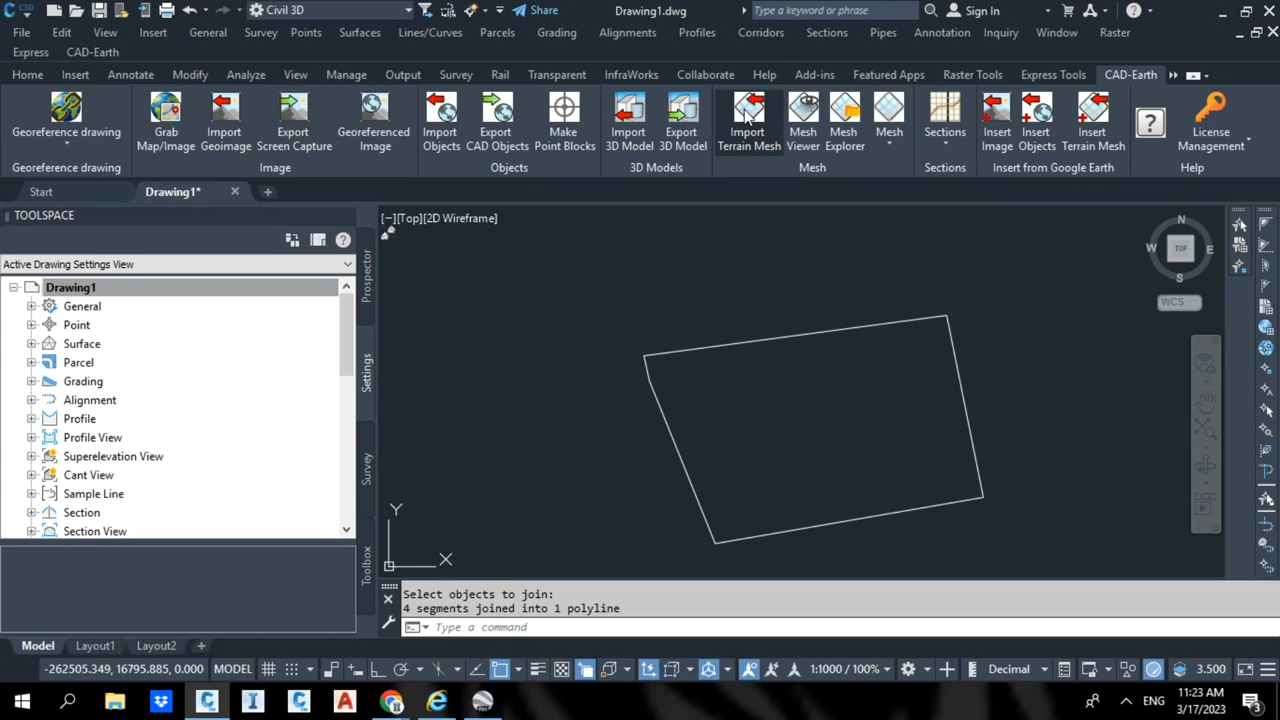 C3D Civil 3D Share Drawing1.dwg Type a keyword or phrase Sign In
File Edit View Insert General Survey Points Surfaces Lines/Curves Parcels Grading Alignments Profiles Corridors Sections Pipes Annotation Inquiry Window Raster
Express CAD-Earth
Home Insert Annotate Modify Analyze View Manage Output Survey Rail Transparent InfraWorks Collaborate Help Add-ins Featured Apps Raster Tools Express Tools CAD-Earth
Georeference drawing Grab Import Export Georeferenced Import Export Make Import Export Import Mesh Mesh Mesh Sections Insert Insert Insert License
Map/Image Geoimage Screen Capture Image Objects CAD Objects Point Blocks 3D Model 3D Model Terrain Mesh Viewer Explorer Image Objects Terrain Mesh Management
Georeference drawing Image Objects 3D Models Mesh Sections Insert from Google Earth Help
Start Drawing1*
TOOLSPACE
[−][Top][2D Wireframe]
N
W TOP E
S
WCS
Active Drawing Settings View
Drawing1
General
Point
Surface
Parcel
Grading
Alignment
Profile
Profile View
Superelevation View
Cant View
Sample Line
Section
Section View
Prospector
Settings
Survey
Toolbox
Y
X
Select objects to join:
4 segments joined into 1 polyline
Type a command
Model Layout1 Layout2 +
-262505.349, 16795.885, 0.000 MODEL 1:1000 / 100% Decimal 3.500
ENG 11:23 AM
3/17/2023
3